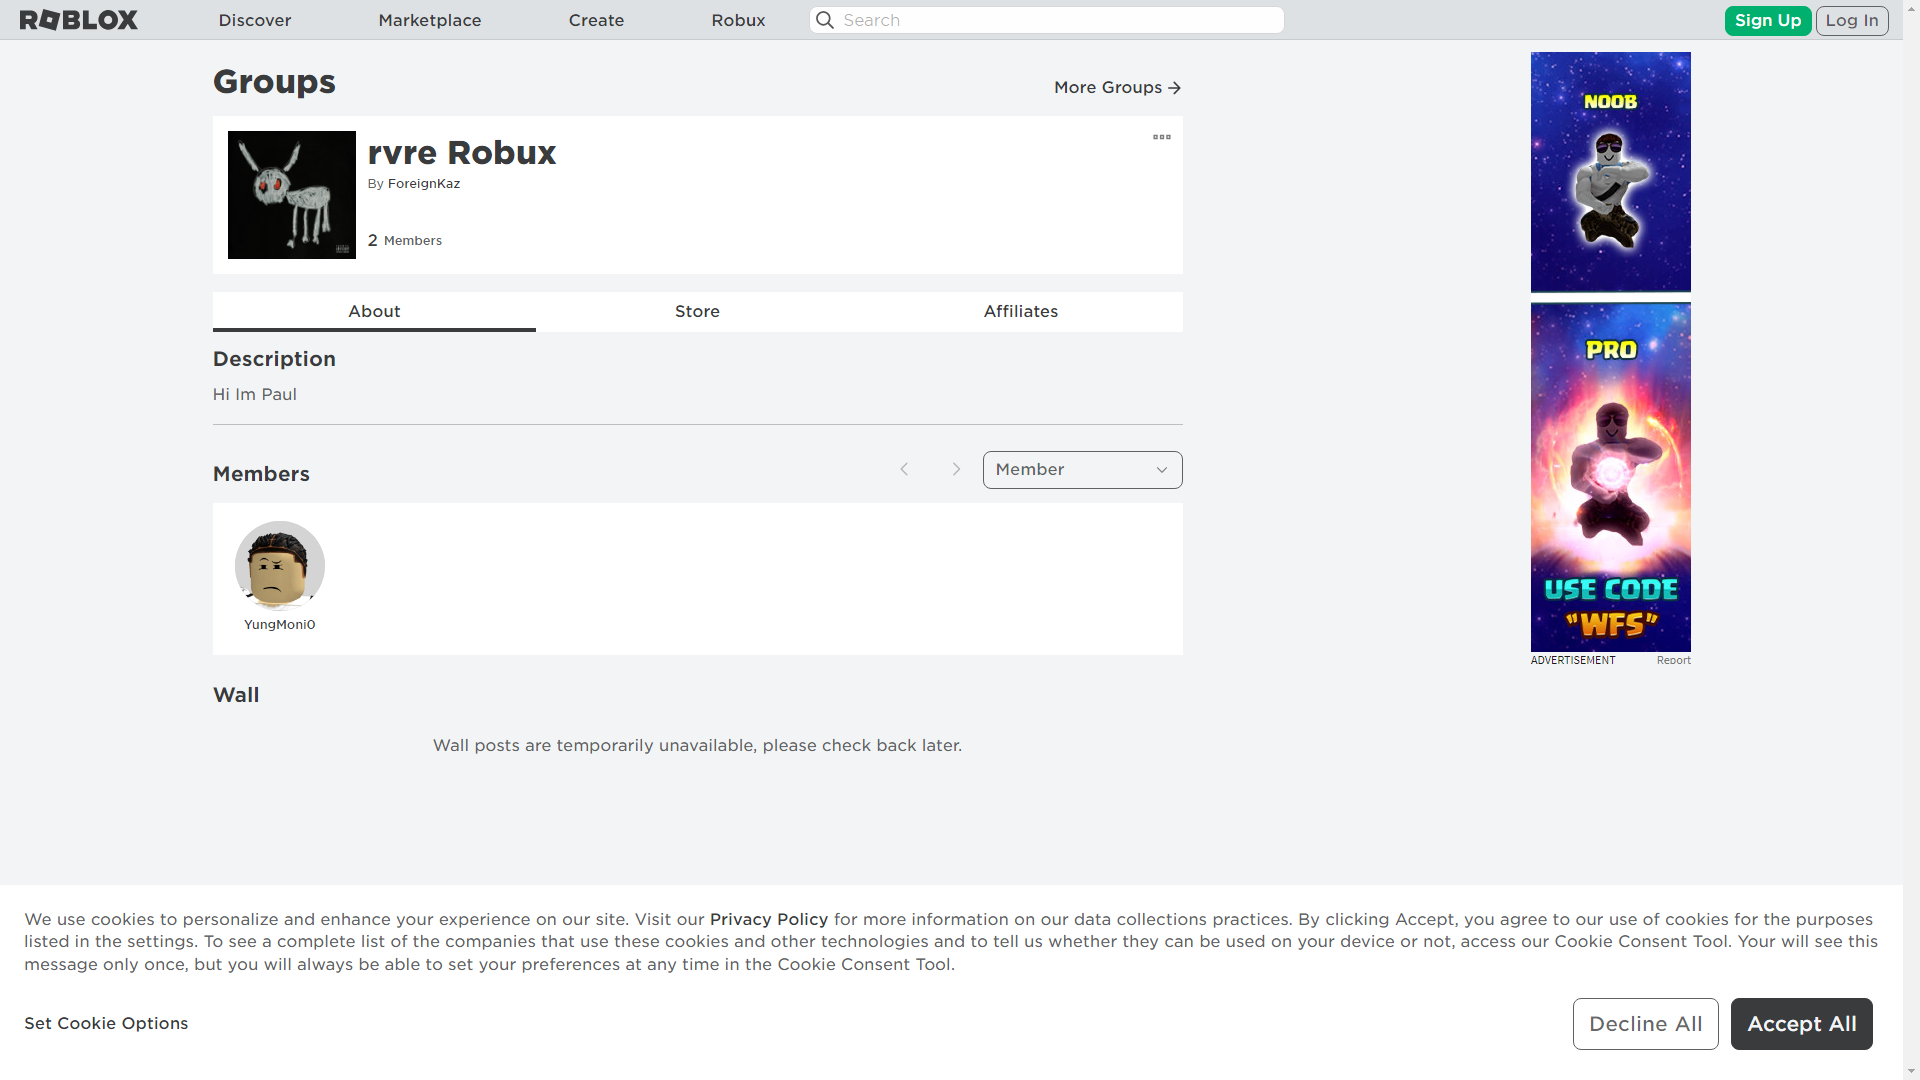 ROBLOX Discover Marketplace Create Robux Search Sign Up Log In
Groups
More Groups
rvre Robux
By ForeignKaz
2 Members
About Store Affiliates
Description
Hi Im Paul
Members
Member
YungMoni0
Wall
Wall posts are temporarily unavailable, please check back later.
NOOB
PRO
USE CODE
"WFS"
ADVERTISEMENT Report
We use cookies to personalize and enhance your experience on our site. Visit our Privacy Policy for more information on our data collections practices. By clicking Accept, you agree to our use of cookies for the purposes
listed in the settings. To see a complete list of the companies that use these cookies and other technologies and to tell us whether they can be used on your device or not, access our Cookie Consent Tool. Your will see this
message only once, but you will always be able to set your preferences at any time in the Cookie Consent Tool.
Set Cookie Options
Decline All
Accept All